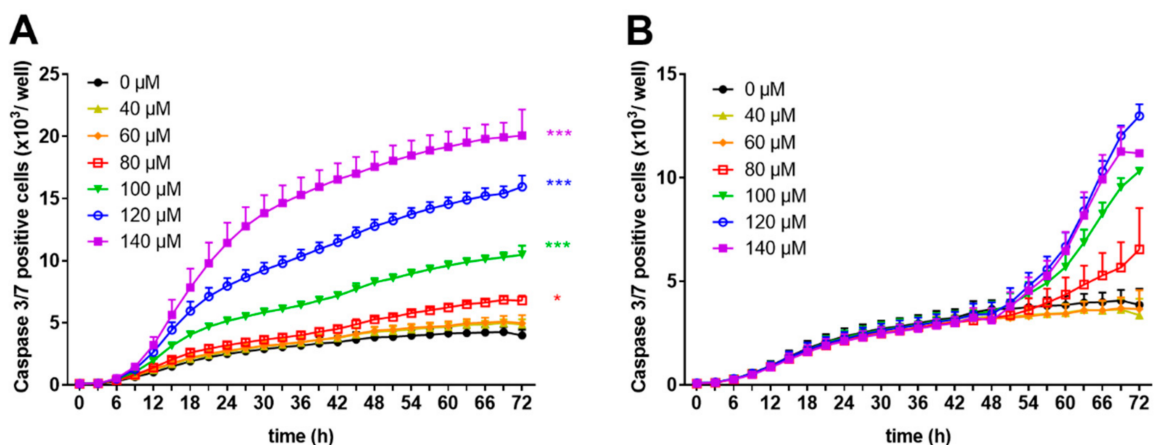 A
Caspase 3/7 positive cells (x10³/ well)
25
20
15
10
5
0
0 μM
40 μM
60 μM
80 μM
100 μM
120 μM
140 μM
***
***
***
*
0 6 12 18 24 30 36 42 48 54 60 66 72
time (h)
B
Caspase 3/7 positive cells (x10³/ well)
15
10
5
0
0 μM
40 μM
60 μM
80 μM
100 μM
120 μM
140 μM
0 6 12 18 24 30 36 42 48 54 60 66 72
time (h)